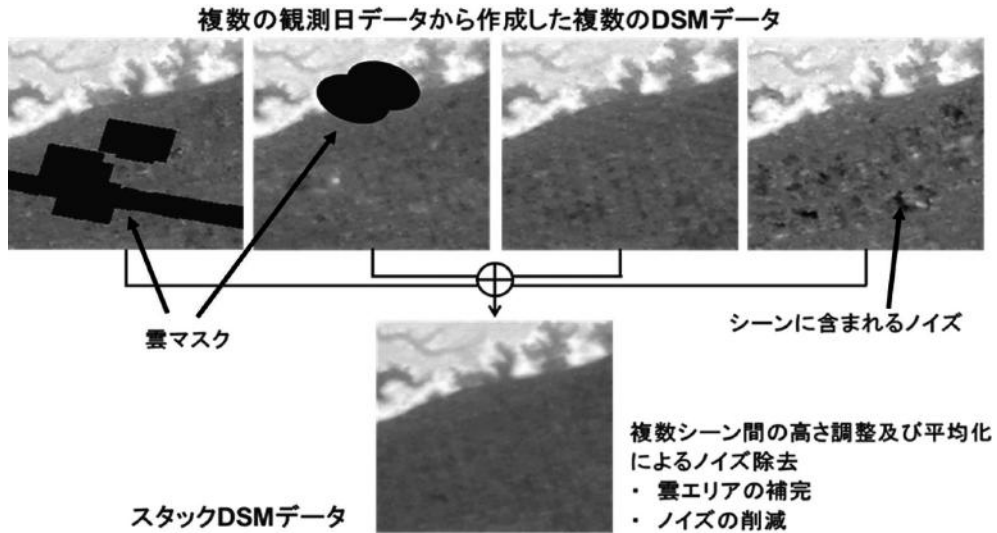 複数の観測日データから作成した複数のDSMデータ
雲マスク
シーンに含まれるノイズ
複数シーン間の高さ調整及び平均化
によるノイズ除去
・ 雲エリアの補完
・ ノイズの削減
スタックDSMデータ